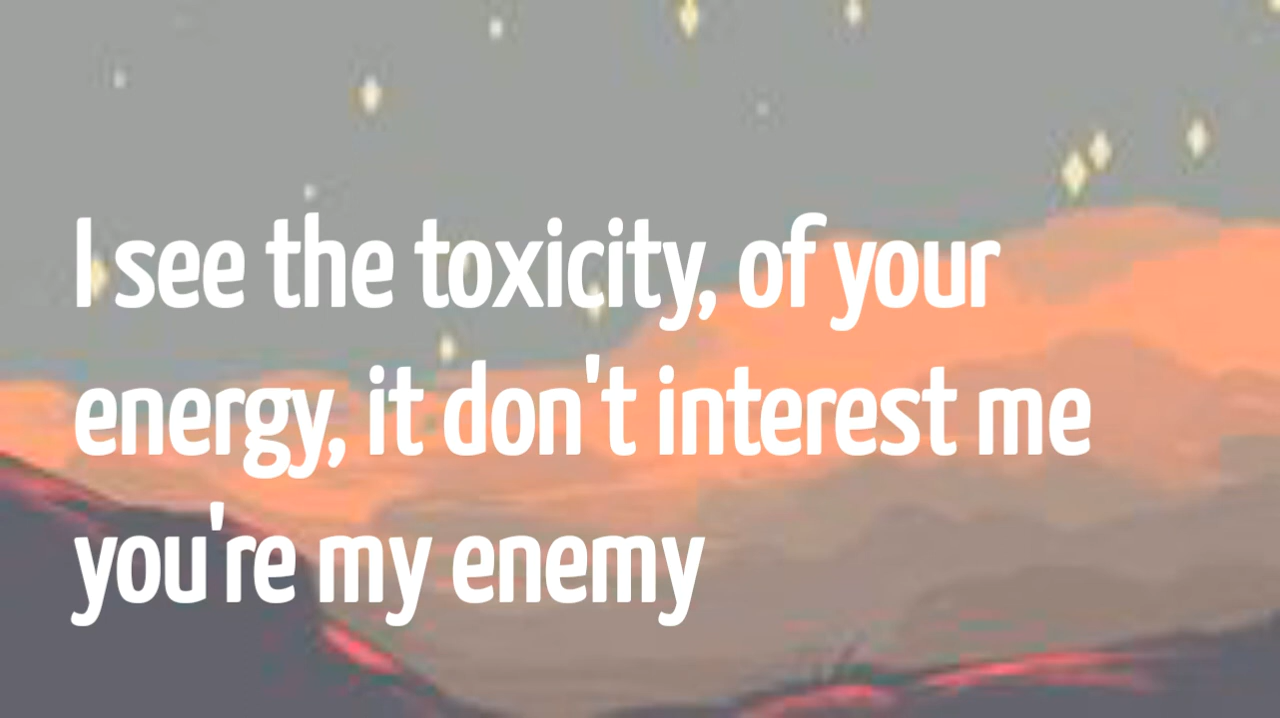 I see the toxicity, of your
energy, it don't interest me
you're my enemy